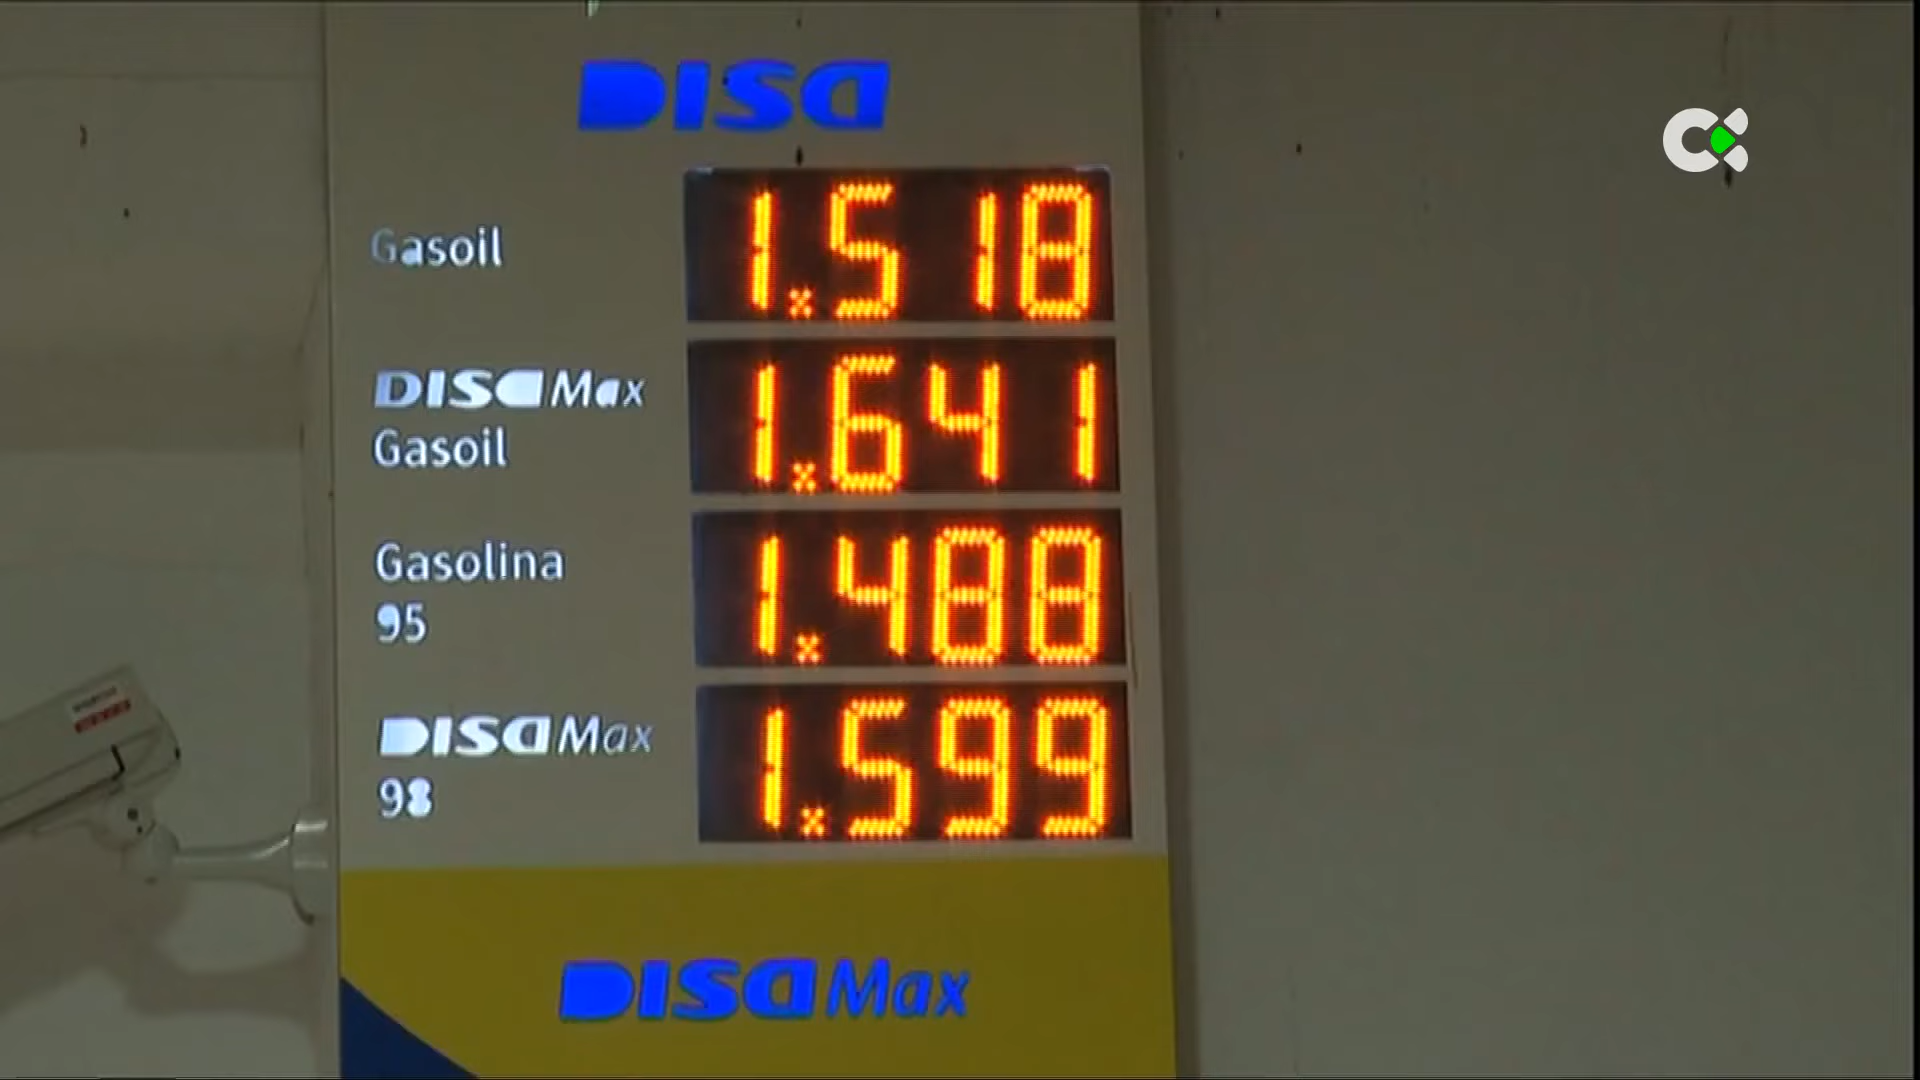 DISA
Gasoil
1.518
DISAMax
Gasoil
1.641
Gasolina
95
1.488
DISAMax
98
1.599
DISAMax